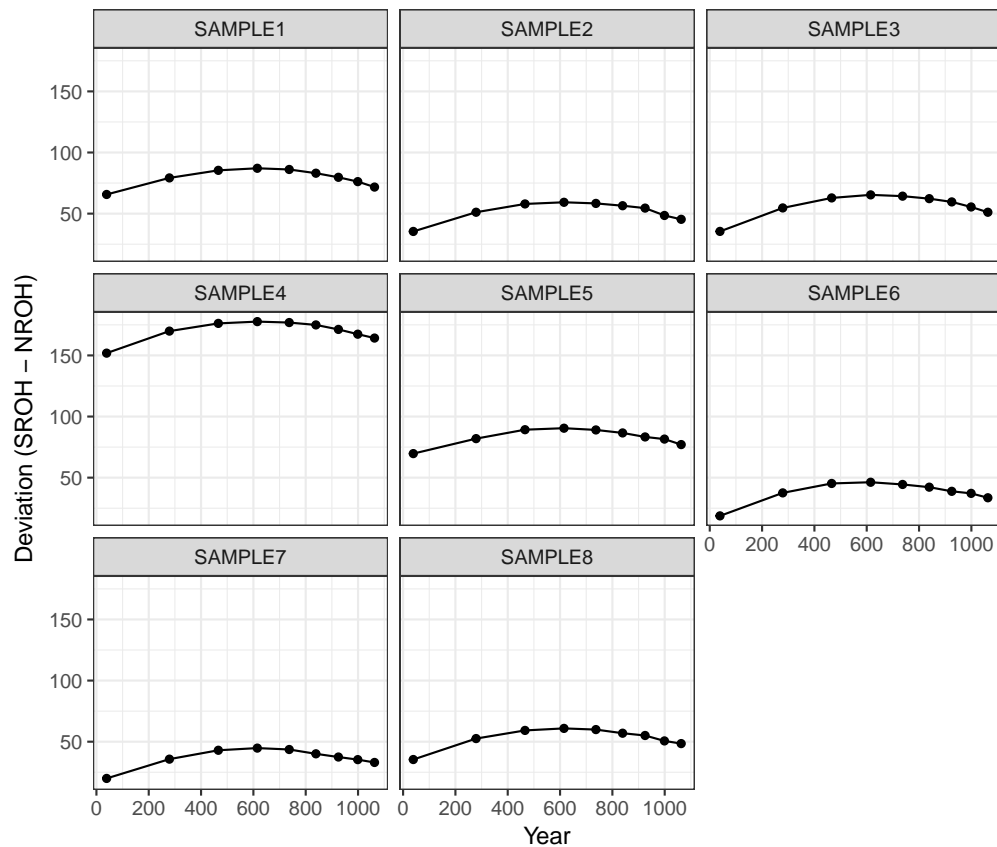 SAMPLE1 SAMPLE2 SAMPLE3
150
100
50
SAMPLE4 SAMPLE5 SAMPLE6
150
100
50
0 200 400 600 800 1000
SAMPLE7 SAMPLE8
150
100
50
0 200 400 600 800 1000 0 200 400 600 800 1000
Year
Deviation (SROH − NROH)